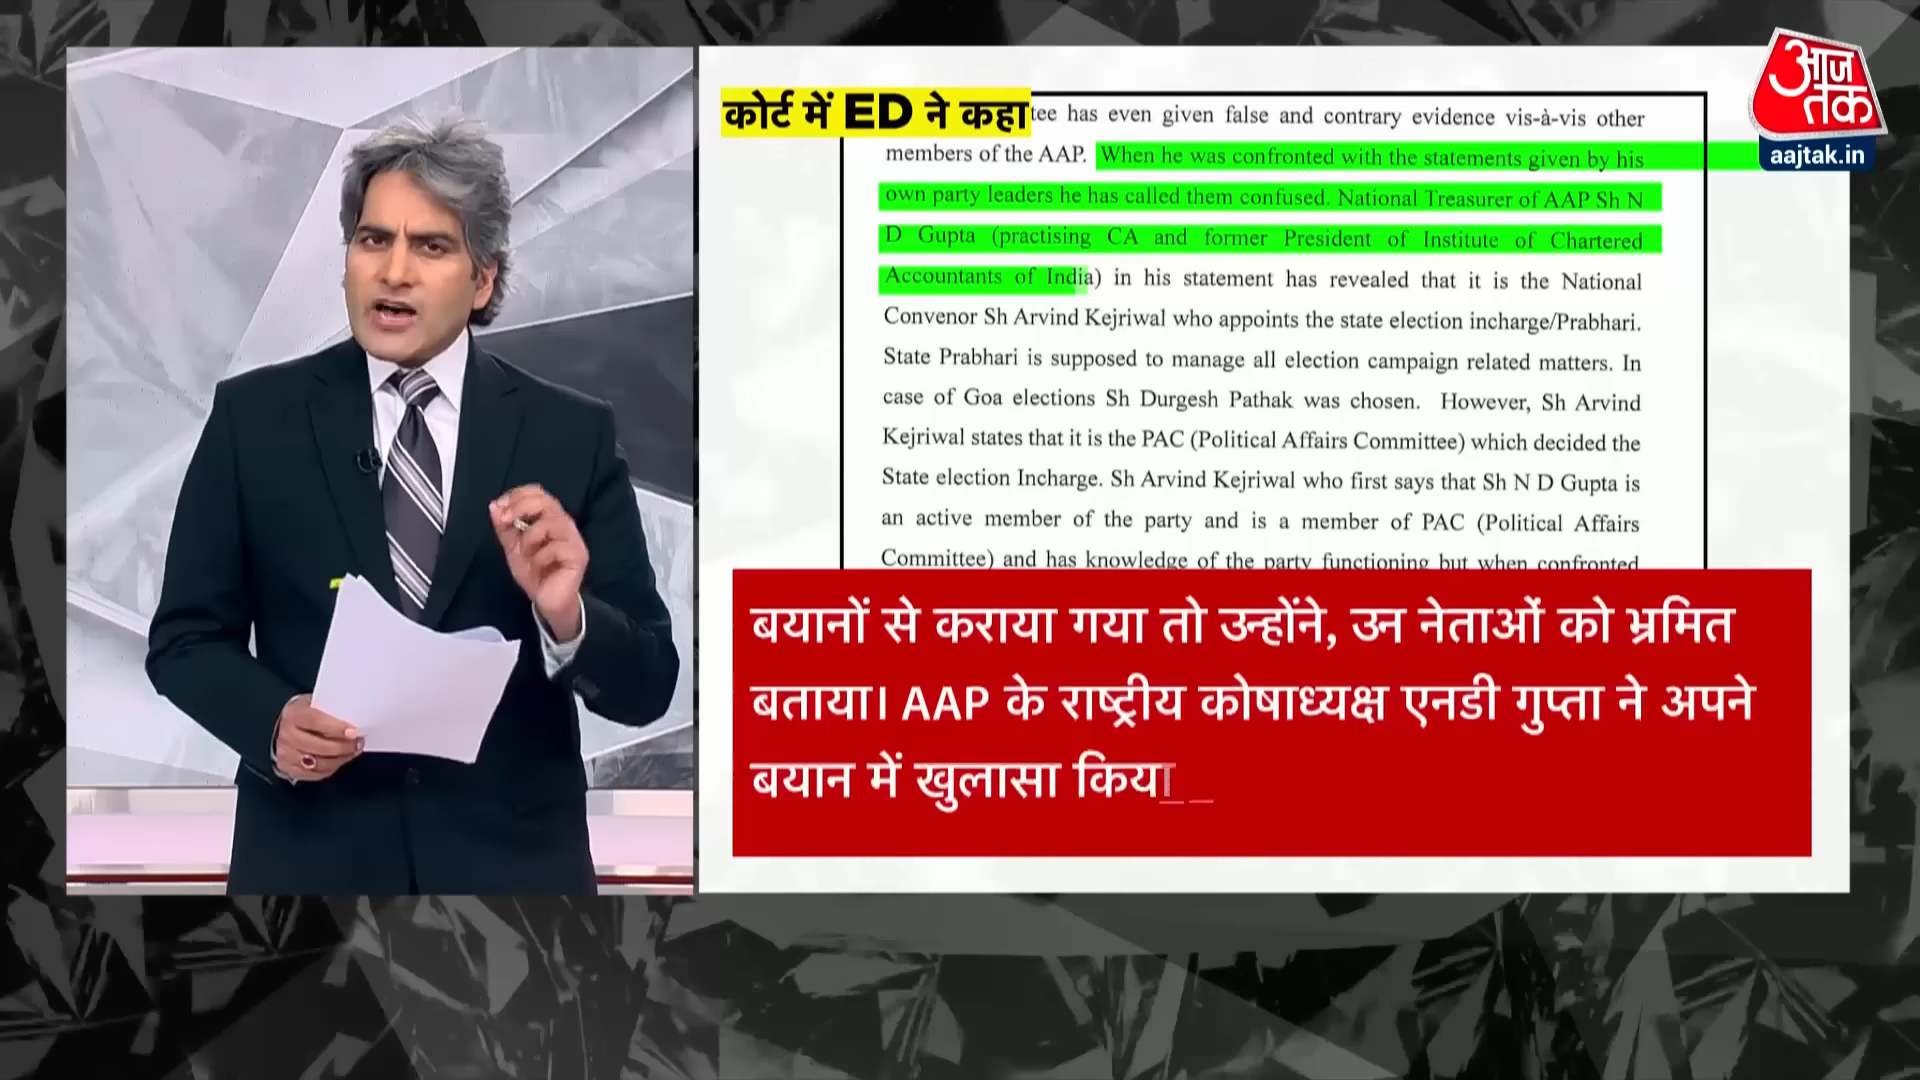 कोर्ट में ED ने कहा
tee has even given false and contrary evidence vis-à-vis other
members of the AAP. When he was confronted with the statements given by his
own party leaders he has called them confused. National Treasurer of AAP Sh N
D Gupta (practising CA and former President of Institute of Chartered
Accountants of India) in his statement has revealed that it is the National
Convenor Sh Arvind Kejriwal who appoints the state election incharge/Prabhari.
State Prabhari is supposed to manage all election campaign related matters. In
case of Goa elections Sh Durgesh Pathak was chosen. However, Sh Arvind
Kejriwal states that it is the PAC (Political Affairs Committee) which decided the
State election Incharge. Sh Arvind Kejriwal who first says that Sh N D Gupta is
an active member of the party and is a member of PAC (Political Affairs
Committee) and has knowledge of the party functioning but when confronted
बयानों से कराया गया तो उन्होंने, उन नेताओं को भ्रमित
बताया। AAP के राष्ट्रीय कोषाध्यक्ष एनडी गुप्ता ने अपने
बयान में खुलासा किया
आज
तक
aajtak.in